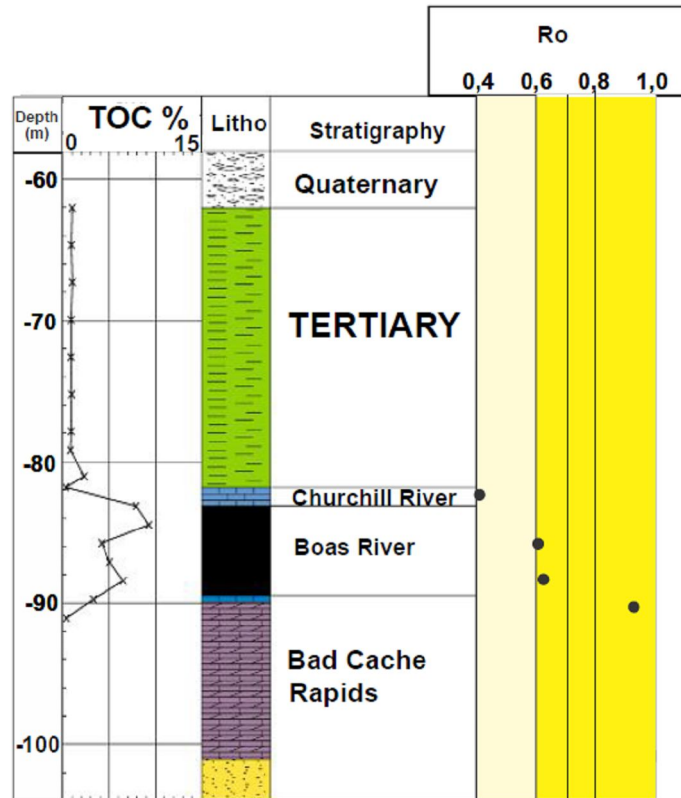 Ro
0,4 0,6 0,8 1,0
Depth
(m)
TOC %
0 15
Litho
Stratigraphy
-60
Quaternary
-70
TERTIARY
-80
Churchill River
Boas River
-90
Bad Cache
Rapids
-100